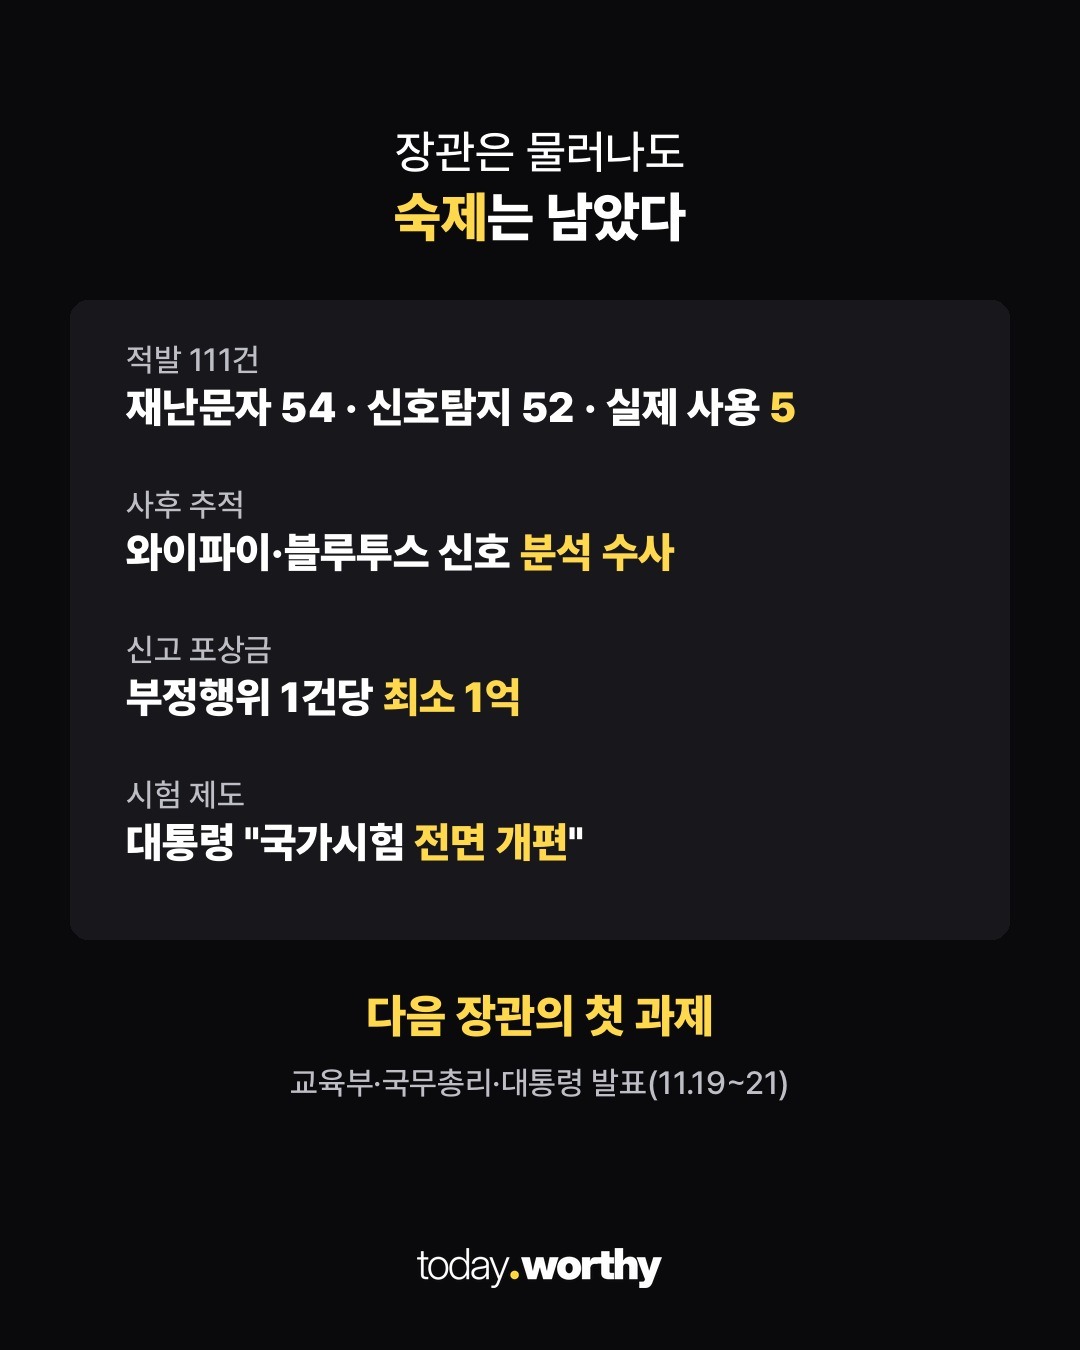 장관은 물러나도
숙제는 남았다
적발 111건
재난문자 54 · 신호탐지 52 · 실제 사용 5
사후 추적
와이파이·블루투스 신호 분석 수사
신고 포상금
부정행위 1건당 최소 1억
시험 제도
대통령 "국가시험 전면 개편"
다음 장관의 첫 과제
교육부·국무총리·대통령 발표(11.19~21)
today.worthy